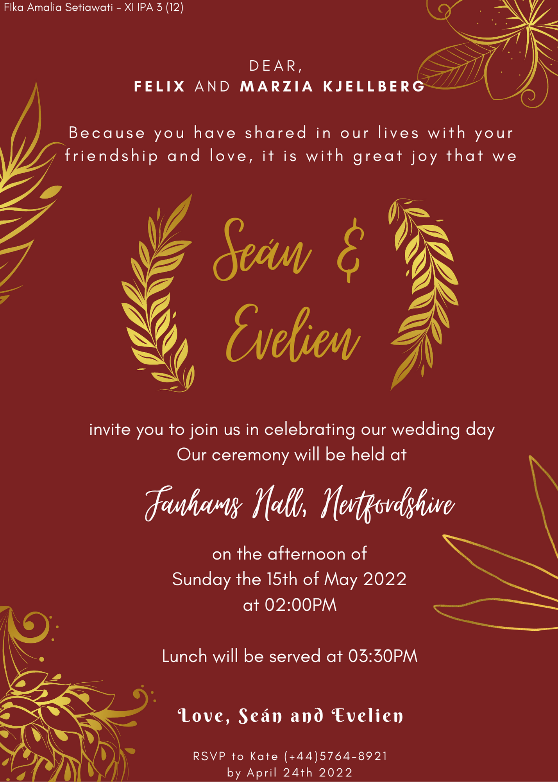 Fika Amalia Setiawati - XI IPA 3 (12)
DEAR,
FELIX AND MARZIA KJELLBERG
Because you have shared in our lives with your
friendship and love, it is with great joy that we
Seán &
Evelien
invite you to join us in celebrating our wedding day
Our ceremony will be held at
Fanhams Hall, Hertfordshire
on the afternoon of
Sunday the 15th of May 2022
at 02:00PM
Lunch will be served at 03:30PM
Love, Seán and Evelien
RSVP to Kate (+44)5764-8921
by April 24th 2022